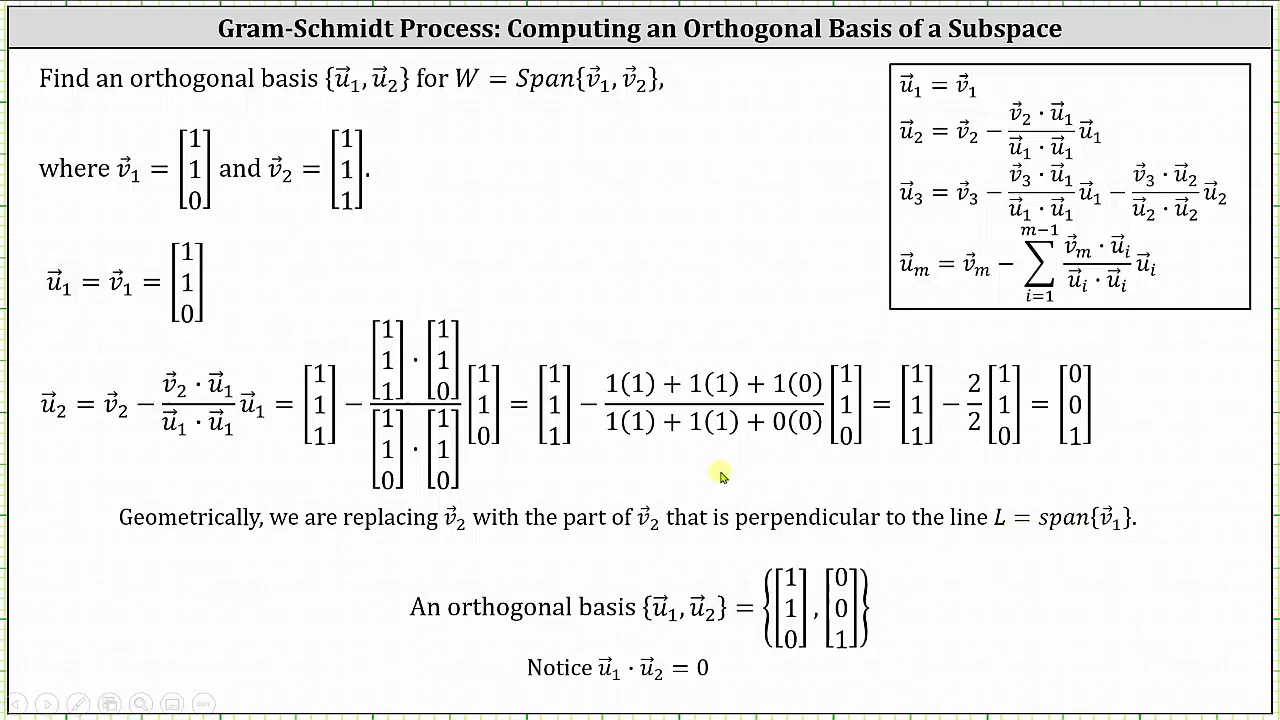 Gram-Schmidt Process: Computing an Orthogonal Basis of a Subspace
Find an orthogonal basis {u⃗₁, u⃗₂} for W = Span{v⃗₁, v⃗₂},
where v⃗₁ = [1 1 0] and v⃗₂ = [1 1 1].
u⃗₁ = v⃗₁
u⃗₂ = v⃗₂ − (v⃗₂ · u⃗₁)/(u⃗₁ · u⃗₁) u⃗₁
u⃗₃ = v⃗₃ − (v⃗₃ · u⃗₁)/(u⃗₁ · u⃗₁) u⃗₁ − (v⃗₃ · u⃗₂)/(u⃗₂ · u⃗₂) u⃗₂
u⃗ₘ = v⃗ₘ − ∑_{i=1}^{m−1} (v⃗ₘ · u⃗ᵢ)/(u⃗ᵢ · u⃗ᵢ) u⃗ᵢ
u⃗₁ = v⃗₁ = [1 1 0]
u⃗₂ = v⃗₂ − (v⃗₂ · u⃗₁)/(u⃗₁ · u⃗₁) u⃗₁ = [1 1 1] − ([1 1 1] · [1 1 0])/([1 1 0] · [1 1 0]) [1 1 0] = [1 1 1] − (1(1) + 1(1) + 1(0))/(1(1) + 1(1) + 0(0)) [1 1 0] = [1 1 1] − 2/2 [1 1 0] = [0 0 1]
Geometrically, we are replacing v⃗₂ with the part of v⃗₂ that is perpendicular to the line L = span{v⃗₁}.
An orthogonal basis {u⃗₁, u⃗₂} = {[1 1 0], [0 0 1]}
Notice u⃗₁ · u⃗₂ = 0